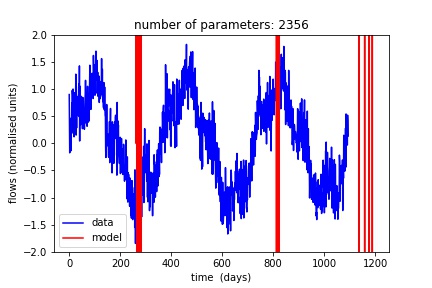 number of parameters: 2356
flows (normalised units)
2.0
1.5
1.0
0.5
0.0
−0.5
−1.0
−1.5
−2.0
data
model
0 200 400 600 800 1000 1200
time (days)